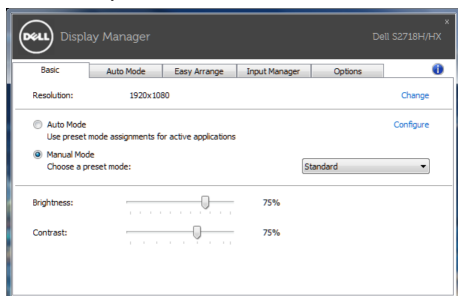 DELL Display Manager Dell S2718H/HX
x
Basic Auto Mode Easy Arrange Input Manager Options i
Resolution: 1920x1080 Change
Auto Mode Configure
Use preset mode assignments for active applications
Manual Mode
Choose a preset mode: Standard
Brightness: 75%
Contrast: 75%